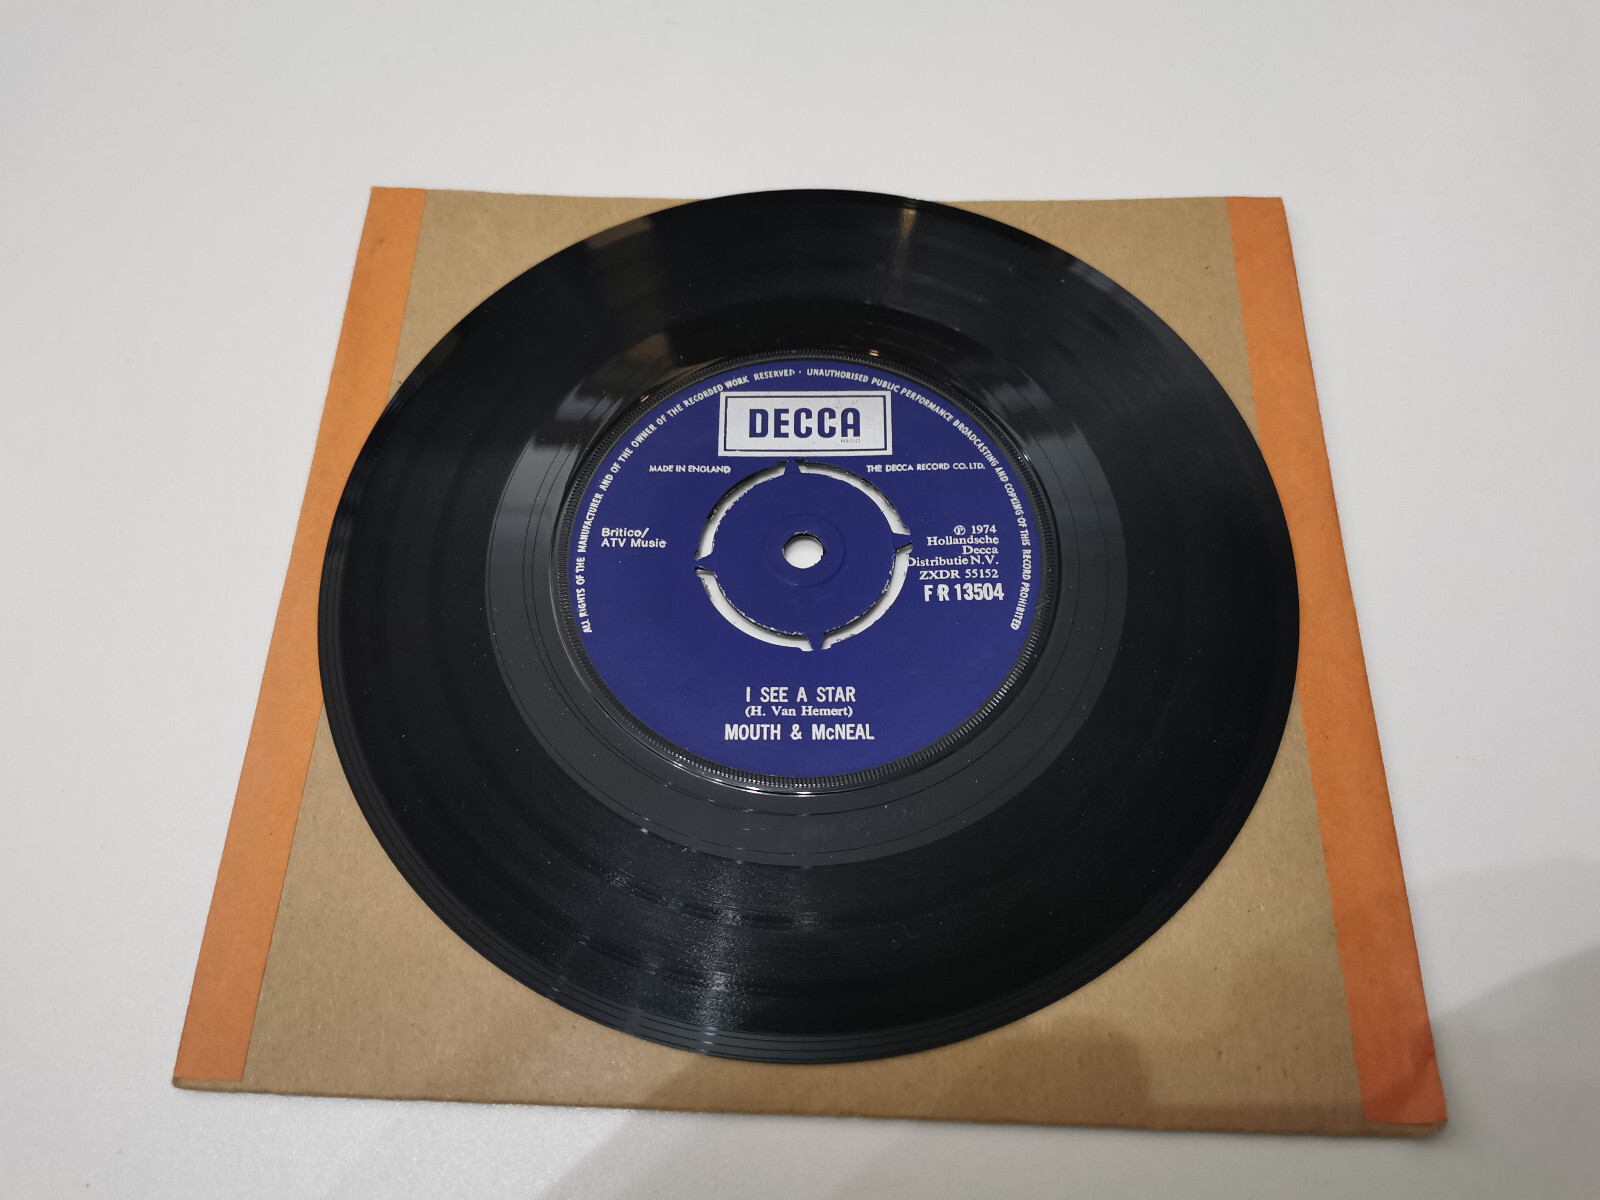 ALL RIGHTS OF THE MANUFACTURER AND OF THE OWNER OF THE RECORDED WORK RESERVED · UNAUTHORISED PUBLIC PERFORMANCE BROADCASTING AND COPYING OF THIS RECORD PROHIBITED
DECCA
MADE IN ENGLAND
THE DECCA RECORD CO. LTD.
Britico/
ATV Music
℗ 1974
Hollandsche
Decca
Distributie N.V.
ZXDR 55152
FR 13504
I SEE A STAR
(H. Van Hemert)
MOUTH & McNEAL